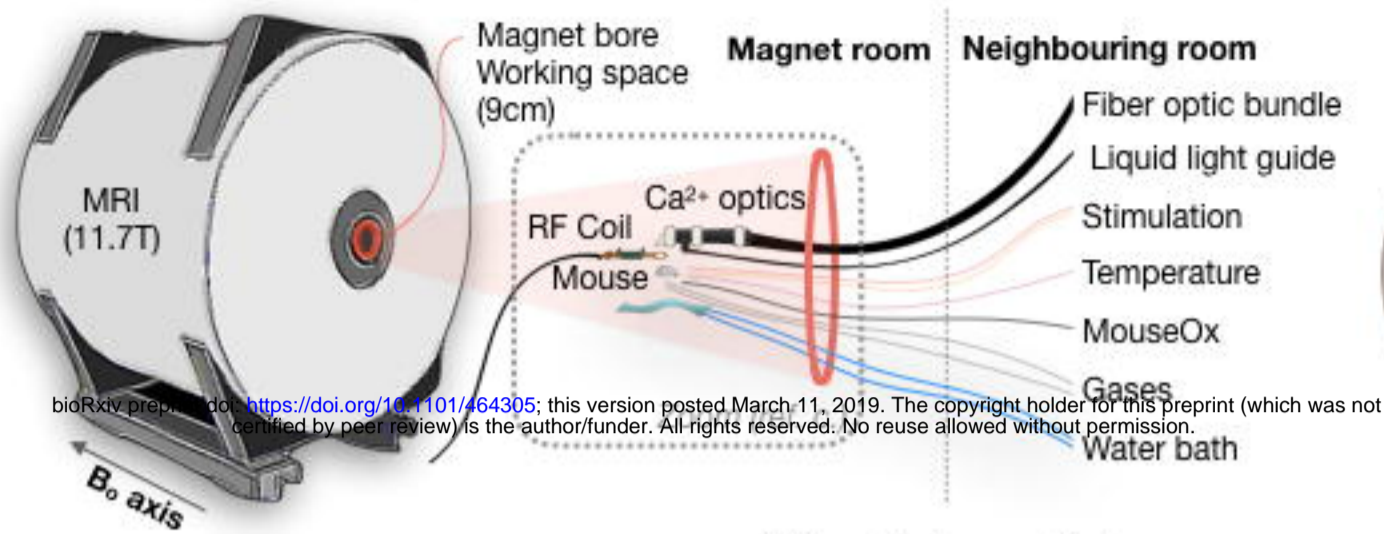 Magnet bore
Working space
(9cm)
Magnet room
Neighbouring room
MRI
(11.7T)
RF Coil
Ca²⁺ optics
Mouse
Fiber optic bundle
Liquid light guide
Stimulation
Temperature
MouseOx
Gases
Water bath
bioRxiv preprint doi: https://doi.org/10.1101/464305; this version posted March 11, 2019. The copyright holder for this preprint (which was not
certified by peer review) is the author/funder. All rights reserved. No reuse allowed without permission.
B₀ axis